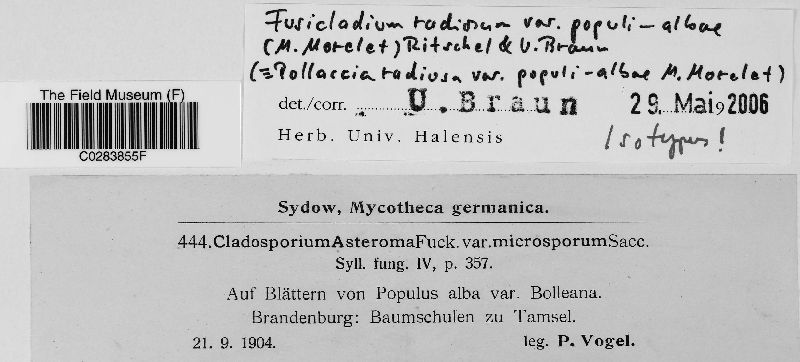 The Field Museum (F)
C0283855F
Fusicladium radiosum var. populi-albae
(M. Morelet) Ritschel & U. Braun
(≡ Pollaccia radiosa var. populi-albae M. Morelet)
det./corr. U. Braun 29. Mai 2006
Herb. Univ. Halensis Isotypus!
Sydow, Mycotheca germanica.
444. Cladosporium Asteroma Fuck. var. microsporum Sacc.
Syll. fung. IV, p. 357.
Auf Blättern von Populus alba var. Bolleana.
Brandenburg: Baumschulen zu Tamsel.
21. 9. 1904. leg. P. Vogel.